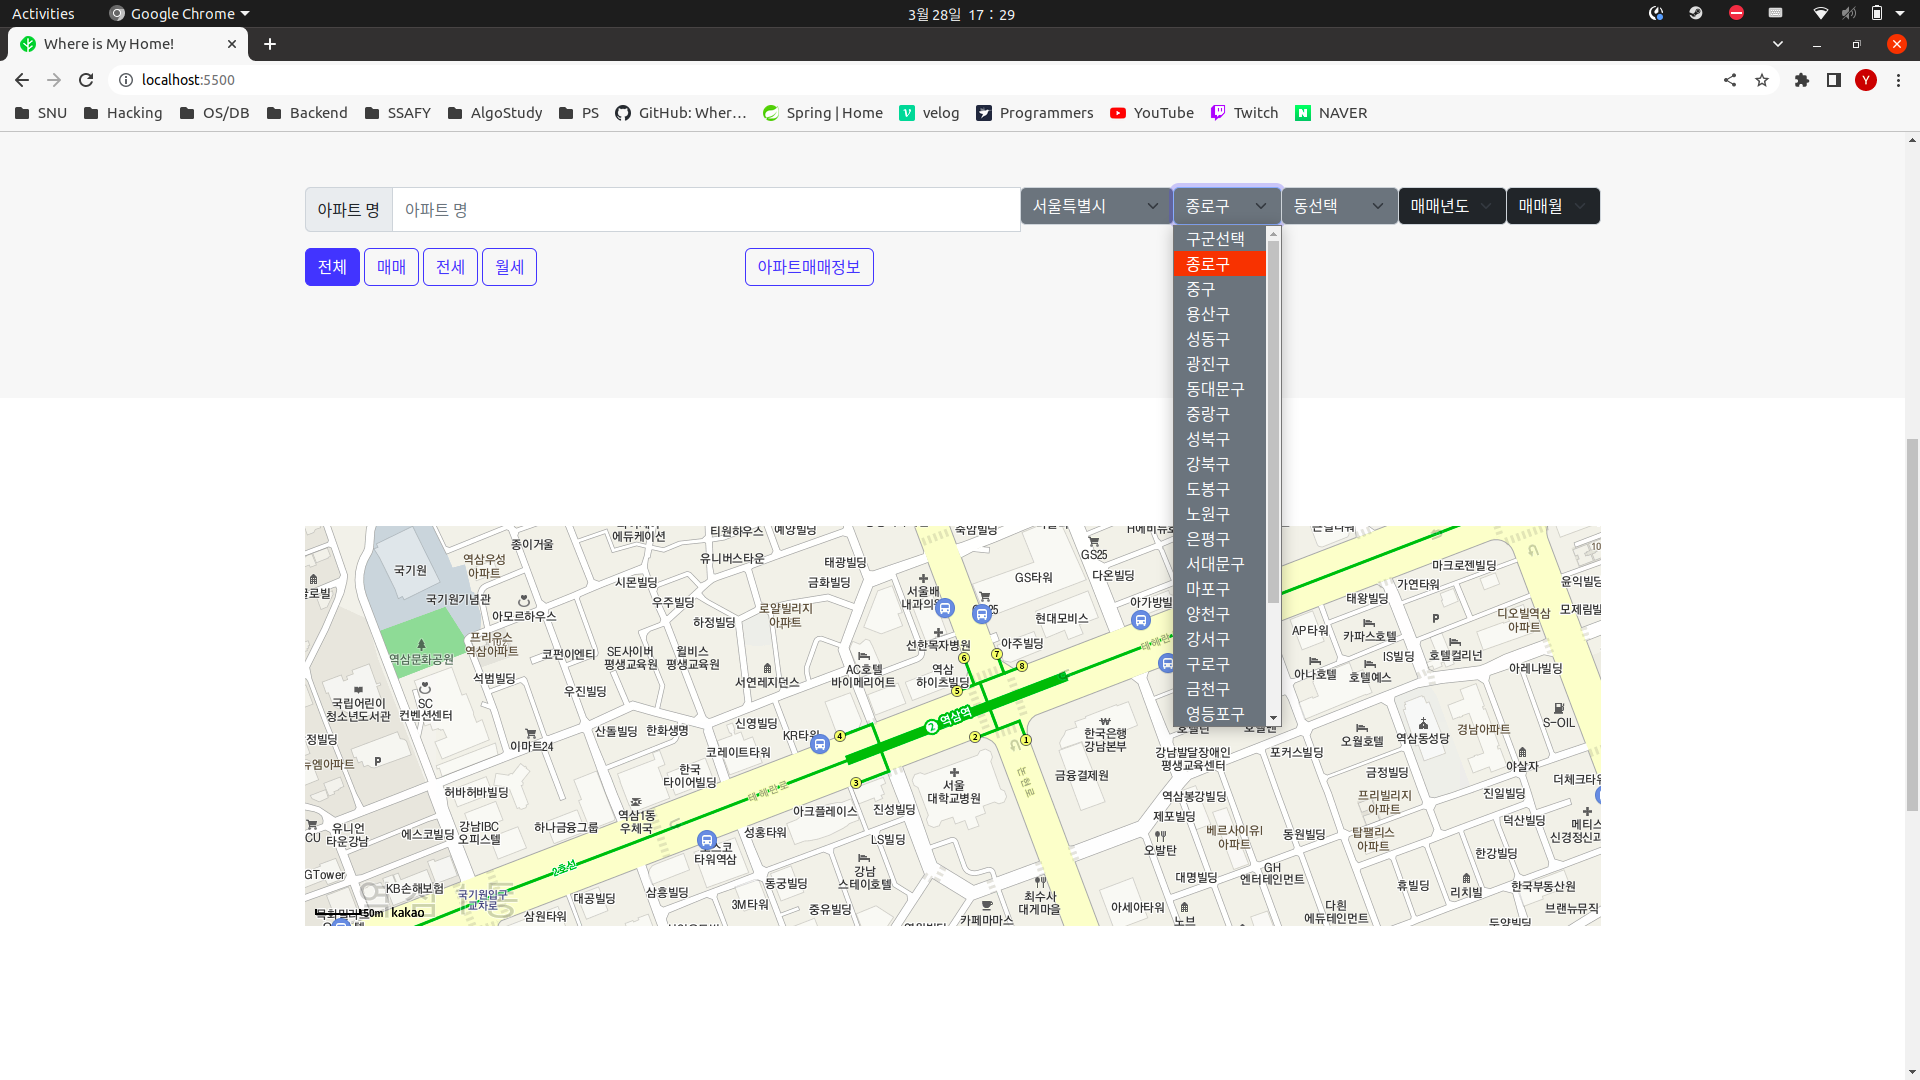 Activities
Google Chrome
3월 28일 17 : 29
Where is My Home!
localhost:5500
SNU
Hacking
OS/DB
Backend
SSAFY
AlgoStudy
PS
GitHub: Wher…
Spring | Home
velog
Programmers
YouTube
Twitch
NAVER
아파트 명
아파트 명
서울특별시
종로구
동선택
매매년도
매매월
전체
매매
전세
월세
아파트매매정보
구군선택
종로구
중구
용산구
성동구
광진구
동대문구
중랑구
성북구
강북구
도봉구
노원구
은평구
서대문구
마포구
양천구
강서구
구로구
금천구
영등포구
종이거울
에듀케이션
티원하우스
예양빌딩
숙암빌딩
국기원
역삼우성
아파트
시몬빌딩
유니버스타운
태광빌딩
금화빌딩
GS25
GS타워
다온빌딩
마크로젠빌딩
가연타워
윤익빌딩
국기원기념관
아모르하우스
우주빌딩
하정빌딩
로얄빌리지
아파트
현대모비스
아가방빌딩
태왕빌딩
모제림빌딩
디오빌역삼
아파트
프리우스
역삼아파트
역삼문화공원
코펀이엔티
SE사이버
평생교육원
윌비스
평생교육원
선한목자병원
아주빌딩
AP타워
카파스호텔
P
IS빌딩
호텔컬리넌
아레나빌딩
석범빌딩
우진빌딩
서연레지던스
AC호텔
바이메리어트
역삼
하이츠빌딩
아나호텔
호텔예스
국립어린이
청소년도서관
SC
컨벤션센터
산돌빌딩
한화생명
신영빌딩
KR타워
2 역삼역
한국은행
강남본부
S-OIL
경남아파트
이마트24
코레이트타워
오월호텔
역삼동성당
P
한국
타이어빌딩
테헤란로
서울
대학교병원
논현로
금융결제원
강남발달장애인
평생교육센터
포커스빌딩
금정빌딩
야살자
더체크타워
허바허바빌딩
역삼1동
우체국
아크플레이스
진성빌딩
역삼봉강빌딩
프리빌리지
아파트
진일빌딩
CU
유니언
타운강남
에스코빌딩
강남IBC
오피스텔
하나금융그룹
성홍타워
LS빌딩
제포빌딩
베르사이유I
아파트
동원빌딩
탑팰리스
아파트
덕산빌딩
포스코
타워역삼
오발탄
한강빌딩
GTower
2호선
강남
스테이호텔
GH
엔터테인먼트
KB손해보험
국기원입구
교차로
대공빌딩
삼흥빌딩
동궁빌딩
대명빌딩
휴빌딩
리치빌
한국부동산원
50m
kakao
삼원타워
3M타워
중유빌딩
카페마마스
최수사
대게마을
아세아타워
노브
다흰
에듀테인먼트
두양빌딩